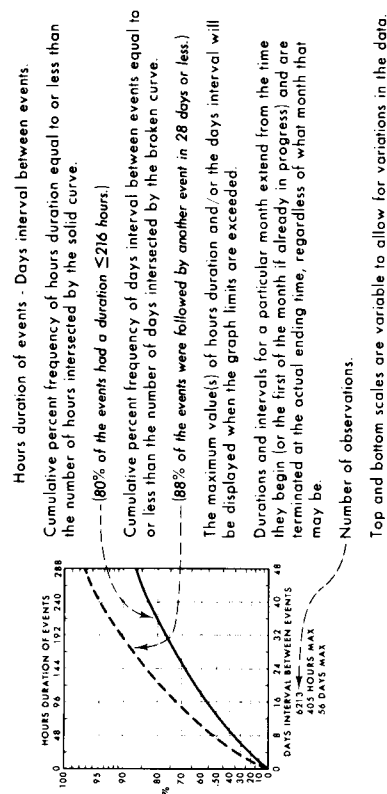 Hours duration of events - Days interval between events.
Cumulative percent frequency of hours duration equal to or less than
the number of hours intersected by the solid curve.
(80% of the events had a duration ≤216 hours.)
Cumulative percent frequency of days interval between events equal to
or less than the number of days intersected by the broken curve.
(88% of the events were followed by another event in 28 days or less.)
The maximum value(s) of hours duration and/or the days interval will
be displayed when the graph limits are exceeded.
Durations and intervals for a particular month extend from the time
they begin (or the first of the month if already in progress) and are
terminated at the actual ending time, regardless of what month that
may be.
Number of observations.
Top and bottom scales are variable to allow for variations in the data.
HOURS DURATION OF EVENTS
48 96 144 192 240 288
100
95
90
80
70
%
60
50
40
30
20
10
0
0 8 16 24 32 40 48
DAYS INTERVAL BETWEEN EVENTS
6213
405 HOURS MAX
56 DAYS MAX